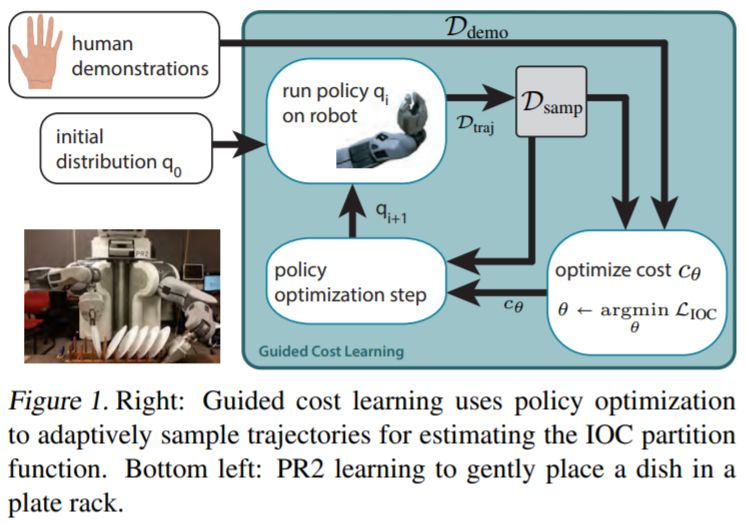 human
demonstrations
initial
distribution q₀
𝒟demo
run policy qᵢ
on robot
𝒟traj
𝒟samp
qᵢ₊₁
policy
optimization step
cθ
optimize cost cθ
θ ← argmin ℒIOC
θ
PR2
Guided Cost Learning
Figure 1. Right: Guided cost learning uses policy optimization
to adaptively sample trajectories for estimating the IOC partition
function. Bottom left: PR2 learning to gently place a dish in a
plate rack.